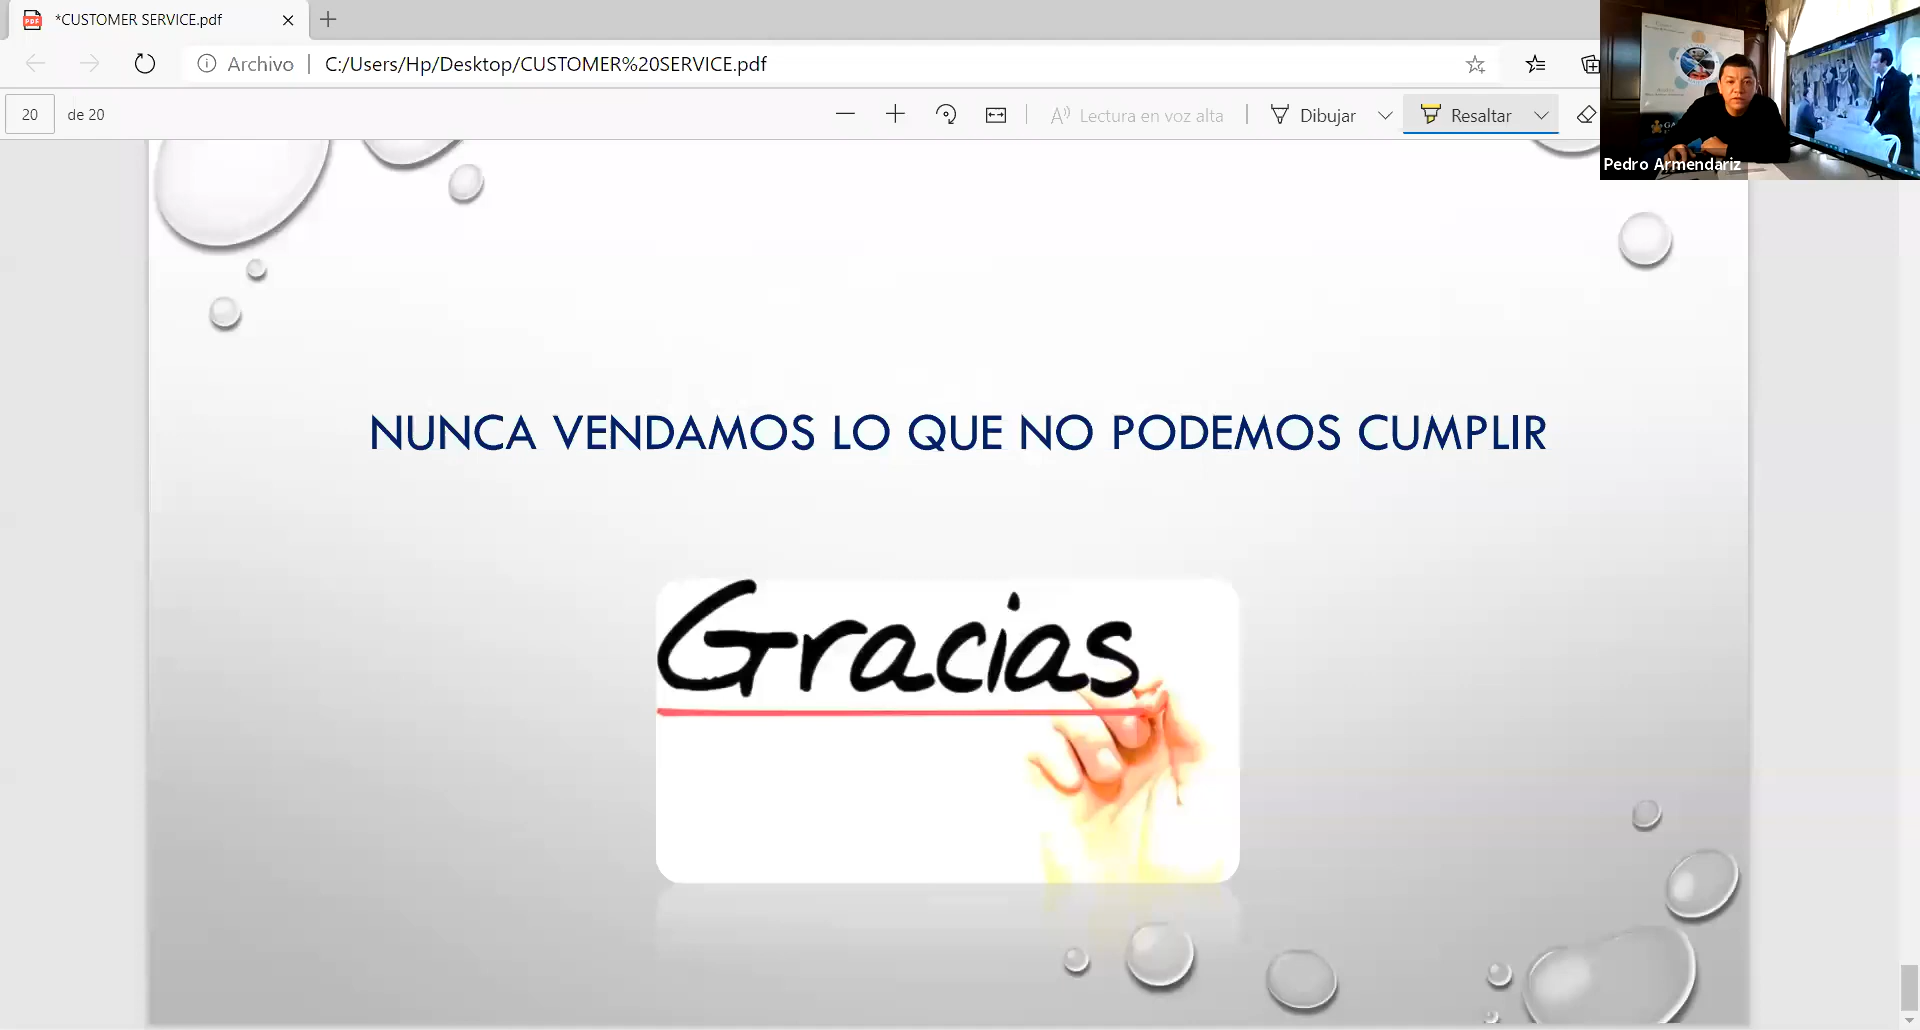 *CUSTOMER SERVICE.pdf
Archivo | C:/Users/Hp/Desktop/CUSTOMER%20SERVICE.pdf
20 de 20
Lectura en voz alta
Dibujar
Resaltar
Pedro Armendariz
NUNCA VENDAMOS LO QUE NO PODEMOS CUMPLIR
Gracias